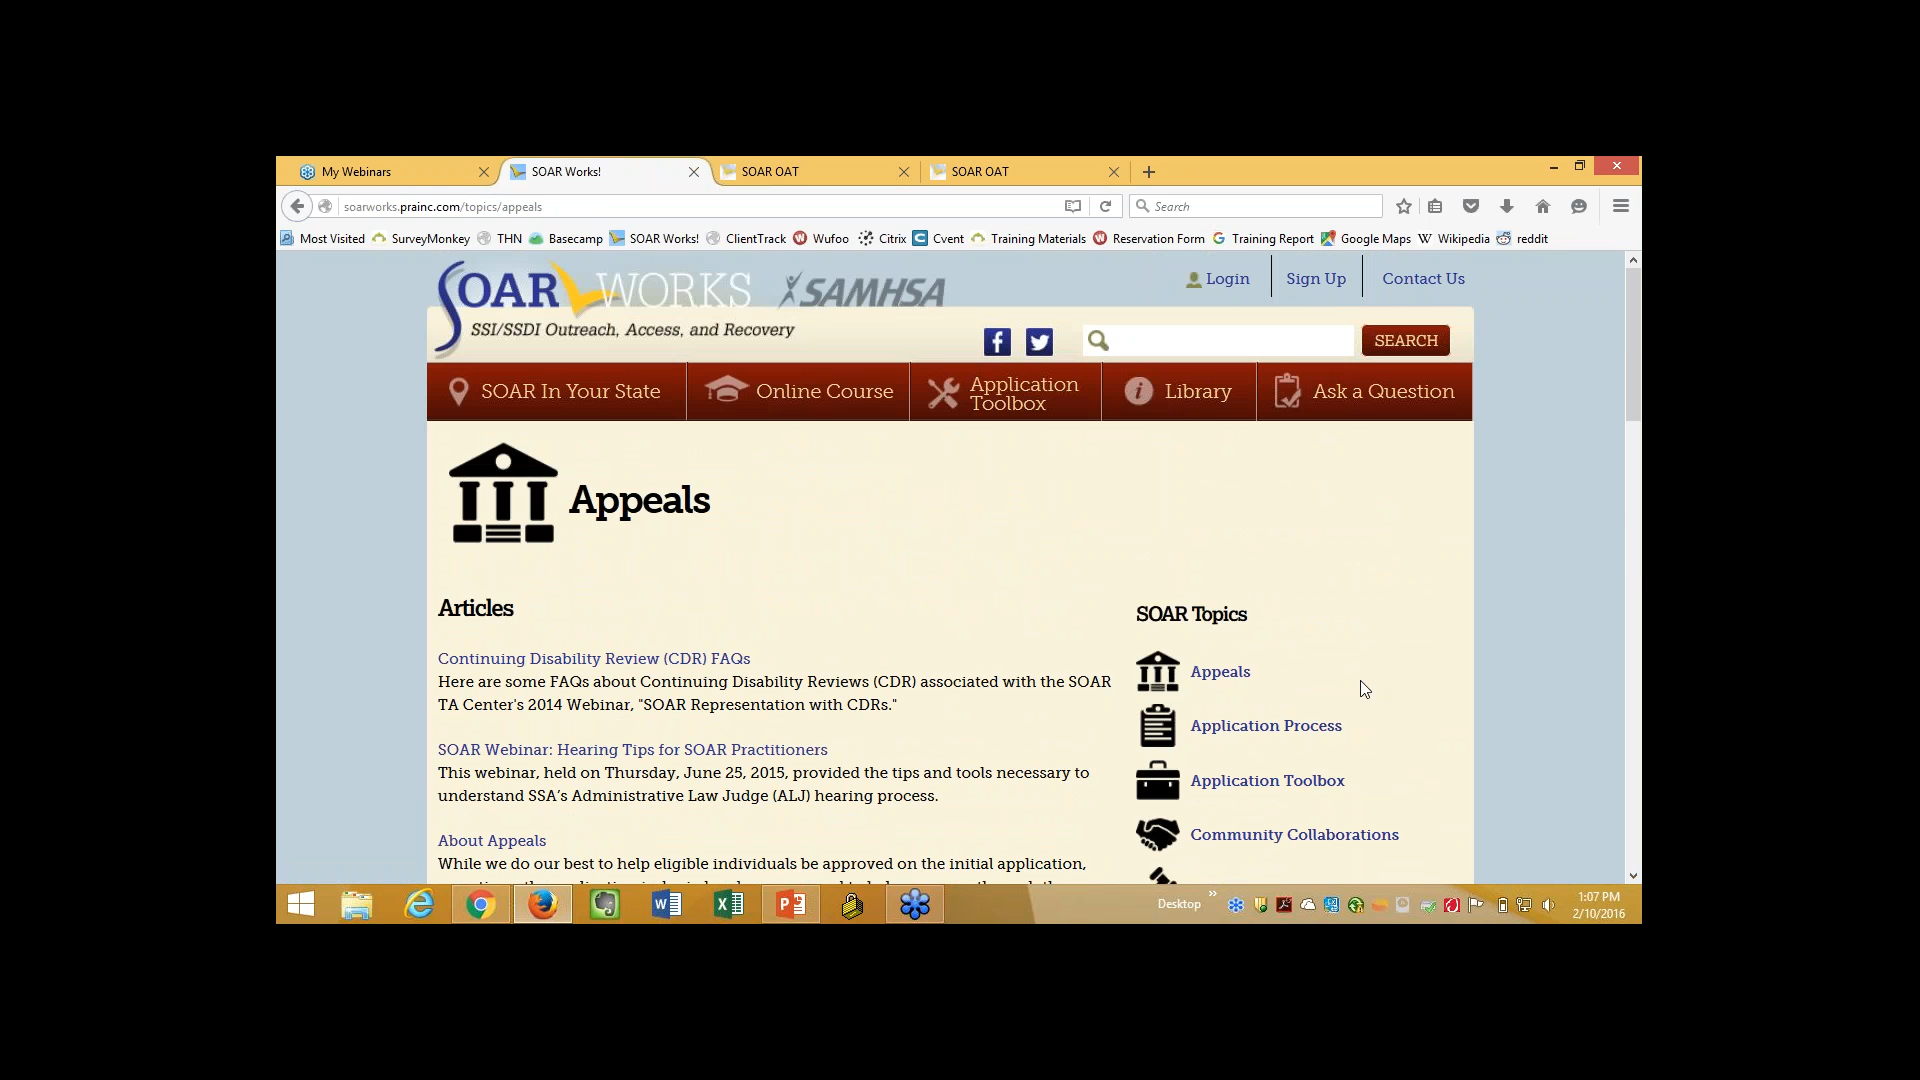 My Webinars
SOAR Works!
SOAR OAT
SOAR OAT
soarworks.prainc.com/topics/appeals
Search
Most Visited
SurveyMonkey
THN
Basecamp
SOAR Works!
ClientTrack
Wufoo
Citrix
Cvent
Training Materials
Reservation Form
Training Report
Google Maps
Wikipedia
reddit
SOAR WORKS
SAMHSA
SSI/SSDI Outreach, Access, and Recovery
Login
Sign Up
Contact Us
SEARCH
SOAR In Your State
Online Course
Application
Toolbox
Library
Ask a Question
Appeals
Articles
Continuing Disability Review (CDR) FAQs
Here are some FAQs about Continuing Disability Reviews (CDR) associated with the SOAR
TA Center's 2014 Webinar, "SOAR Representation with CDRs."
SOAR Webinar: Hearing Tips for SOAR Practitioners
This webinar, held on Thursday, June 25, 2015, provided the tips and tools necessary to
understand SSA’s Administrative Law Judge (ALJ) hearing process.
About Appeals
While we do our best to help eligible individuals be approved on the initial application,
SOAR Topics
Appeals
Application Process
Application Toolbox
Community Collaborations
Desktop
1:07 PM
2/10/2016